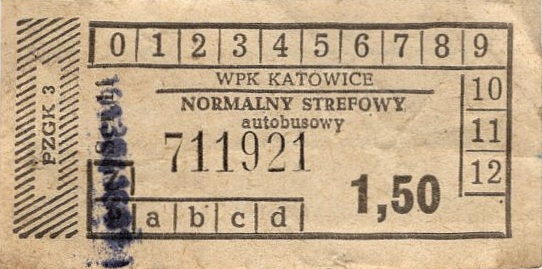 0 1 2 3 4 5 6 7 8 9
WPK KATOWICE
NORMALNY STREFOWY
autobusowy
711921
1,50
10
11
12
a b c d
PZGK 3